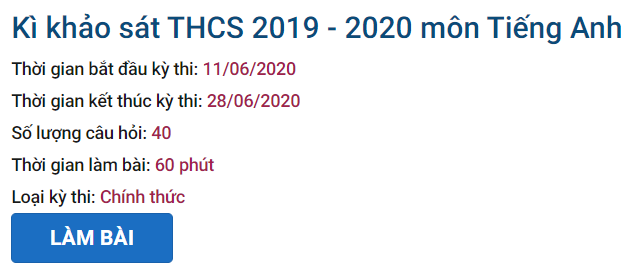 Kì khảo sát THCS 2019 - 2020 môn Tiếng Anh
Thời gian bắt đầu kỳ thi: 11/06/2020
Thời gian kết thúc kỳ thi: 28/06/2020
Số lượng câu hỏi: 40
Thời gian làm bài: 60 phút
Loại kỳ thi: Chính thức
LÀM BÀI